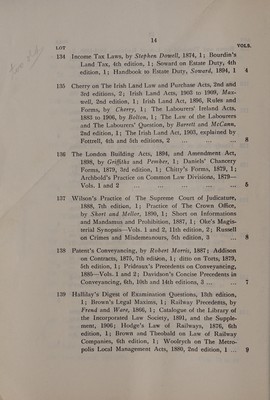 14
LOT VOLS.
134 Income Tax Laws, by Stephen Dowell, 1874, 1; Bourdin's
Land Tax, 4th edition, 1; Soward on Estate Duty, 4th
edition, 1; Handbook to Estate Duty, Soward, 1894, 1 4
135 Cherry on The Irish Land Law and Purchase Acts, 2nd and
3rd editions, 2; Irish Land Acts, 1903 to 1909, Max-
well, 2nd edition, 1; Irish Land Act, 1896, Rules and
Forms, by Cherry, 1; The Labourers' Ireland Acts,
1883 to 1906, by Bolton, 1; The Law of the Labourers
and The Labourers' Question, by Barrett and McCann,
2nd edition, 1; The Irish Land Act, 1903, explained by
Fottrell, 4th and 5th editions, 2 ... ... ... 8
136 The London Building Acts, 1894, and Amendment Act,
1898, by Griffiths and Pember, 1; Daniels' Chancery
Forms, 1879, 3rd edition, 1; Chitty's Forms, 1879, 1;
Archbold's Practice on Common Law Divisions, 1879—
Vols. 1 and 2 ... ... ... ... ... 5
137 Wilson's Practice of The Supreme Court of Judicature,
1888, 7th edition, 1; Practice of The Crown Office,
by Short and Mellor, 1890, 1; Short on Informations
and Mandamus and Prohibition, 1887, 1; Oke's Magis-
terial Synopsis—Vols. 1 and 2, 11th edition, 2; Russell
on Crimes and Misdemeanours, 5th edition, 3 ... 8
138 Patent's Conveyancing, by Robert Morris, 1887; Addison
on Contracts, 1875, 7th edition, 1; ditto on Torts, 1879,
5th edition, 1; Prideaux's Precedents on Conveyancing,
1885—Vols. 1 and 2; Davidson's Concise Precedents in
Conveyancing, 6th, 10th and 14th editions, 3 ... ... 7
139 Halliday's Digest of Examination Questions, 13th edition,
1; Brown's Legal Maxims, 1; Railway Precedents, by
Frend and Ware, 1866, 1; Catalogue of the Library of
the Incorporated Law Society, 1891, and the Supple-
ment, 1906; Hodge's Law of Railways, 1876, 6th
edition, 1; Brown and Theobald on Law of Railway
Companies, 6th edition, 1; Woolrych on The Metro-
polis Local Management Acts, 1880, 2nd edition, 1 ... 9